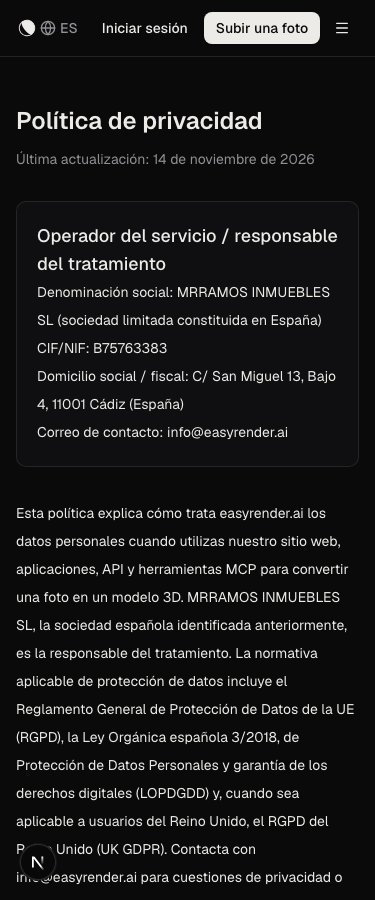 ES
Iniciar sesión
Subir una foto
Política de privacidad
Última actualización: 14 de noviembre de 2026
Operador del servicio / responsable
del tratamiento
Denominación social: MRRAMOS INMUEBLES
SL (sociedad limitada constituida en España)
CIF/NIF: B75763383
Domicilio social / fiscal: C/ San Miguel 13, Bajo
4, 11001 Cádiz (España)
Correo de contacto: info@easyrender.ai
Esta política explica cómo trata easyrender.ai los
datos personales cuando utilizas nuestro sitio web,
aplicaciones, API y herramientas MCP para convertir
una foto en un modelo 3D. MRRAMOS INMUEBLES
SL, la sociedad española identificada anteriormente,
es la responsable del tratamiento. La normativa
aplicable de protección de datos incluye el
Reglamento General de Protección de Datos de la UE
(RGPD), la Ley Orgánica española 3/2018, de
Protección de Datos Personales y garantía de los
derechos digitales (LOPDGDD) y, cuando sea
aplicable a usuarios del Reino Unido, el RGPD del
Unido (UK GDPR). Contacta con
info@easyrender.ai para cuestiones de privacidad o
N